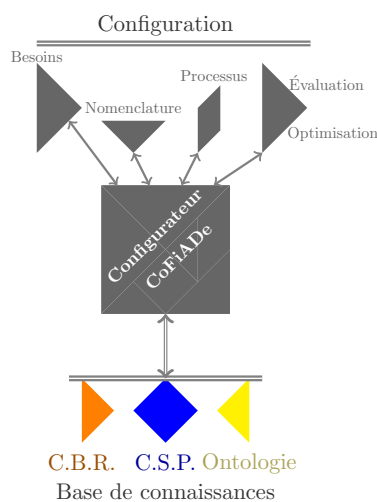 Configuration
Besoins
Processus
Évaluation
Nomenclature
Optimisation
Configurateur
CoFiADe
C.B.R.
C.S.P.
Ontologie
Base de connaissances